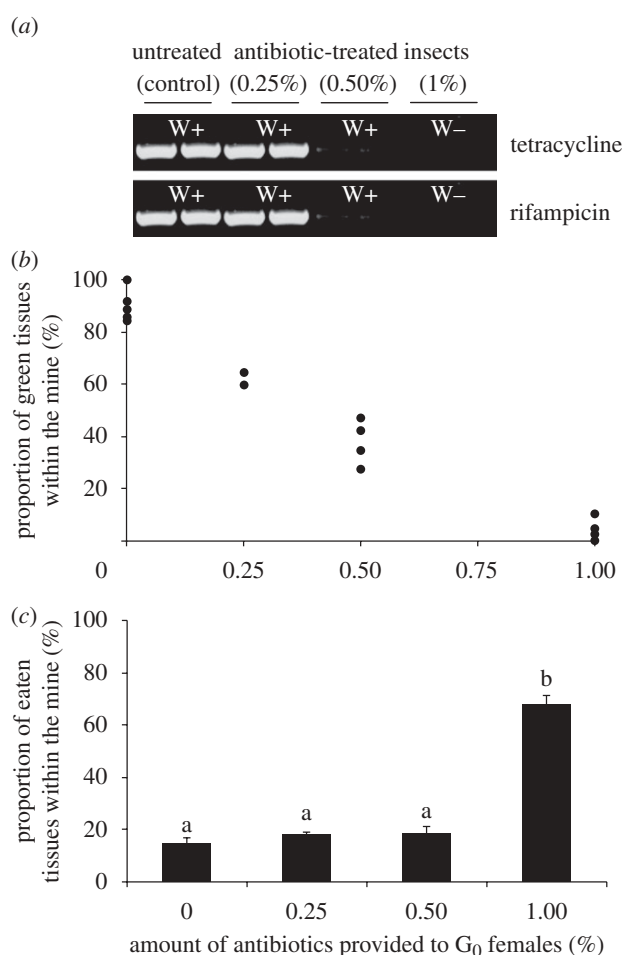 (a)
untreated antibiotic-treated insects
(control) (0.25%) (0.50%) (1%)
W+ W+ W+ W– tetracycline
W+ W+ W+ W– rifampicin
(b)
proportion of green tissues
within the mine (%)
100
80
60
40
20
0 0.25 0.50 0.75 1.00
(c)
proportion of eaten
tissues within the mine (%)
100
80
60
40
20
0
a a a b
0 0.25 0.50 1.00
amount of antibiotics provided to G0 females (%)